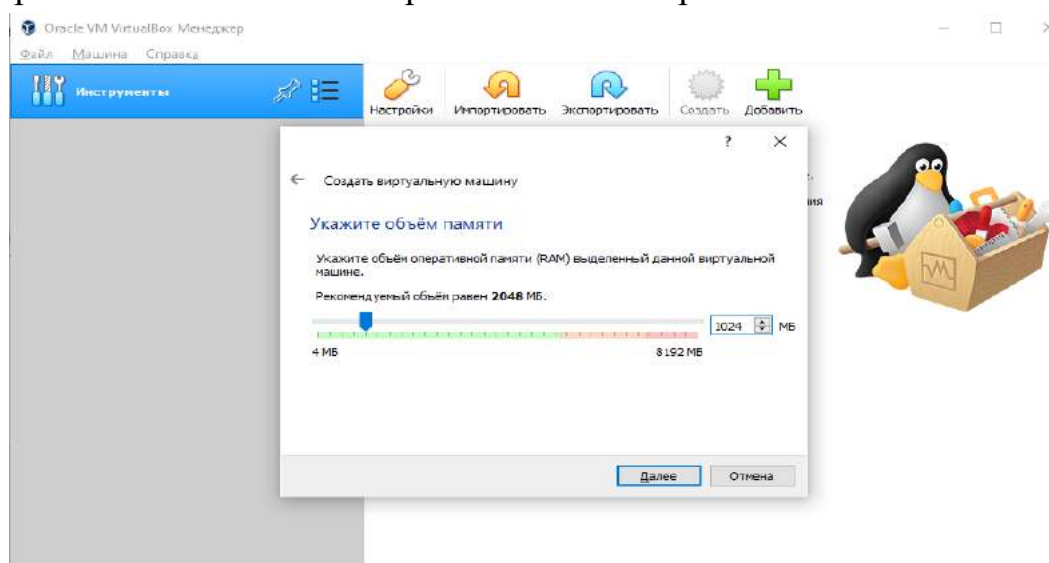 Oracle VM VirtualBox Менеджер
Файл Машина Справка
Инструменты
Настройки Импортировать Экспортировать Создать Добавить
? ×
← Создать виртуальную машину
ия
Укажите объём памяти
Укажите объём оперативной памяти (RAM) выделенный данной виртуальной
машине.
Рекомендуемый объём равен 2048 МБ.
1024 МБ
4 МБ 8192 МБ
Далее Отмена